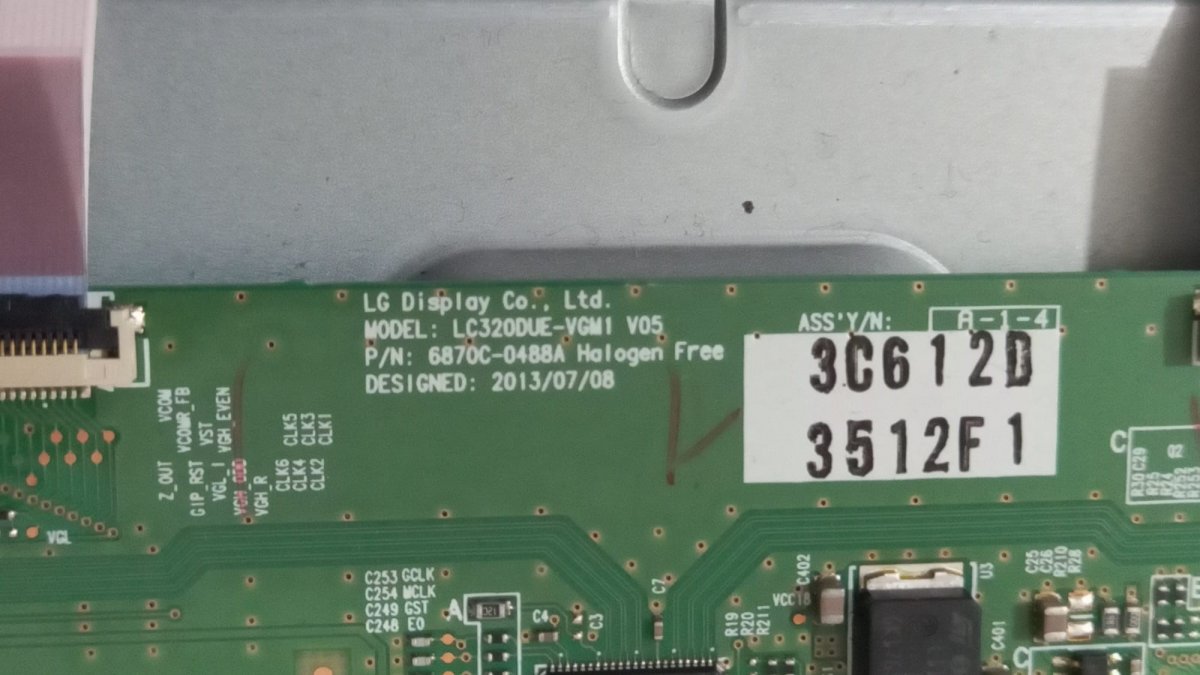 LG Display Co., Ltd.
MODEL: LC320DUE-VGM1 V05
P/N: 6870C-0488A Halogen Free
DESIGNED: 2013/07/08
ASS'Y/N:
A-1-4
3C612D
3512F1
Z_OUT VCOM
VCOMR_FB
GIP_RST VST
VGL_I VGH_EVEN
VGH_ODD
VGH_R
CLK6 CLK5
CLK4 CLK3
CLK2 CLK1
VGL
C253 GCLK
C254 MCLK
C249 GST
C248 EO
A
C4
C3
C7
R19
R20
R211
VCC18
C402
U3
C401
C25
C26
R210
R28
C
R30 C29
R25
C